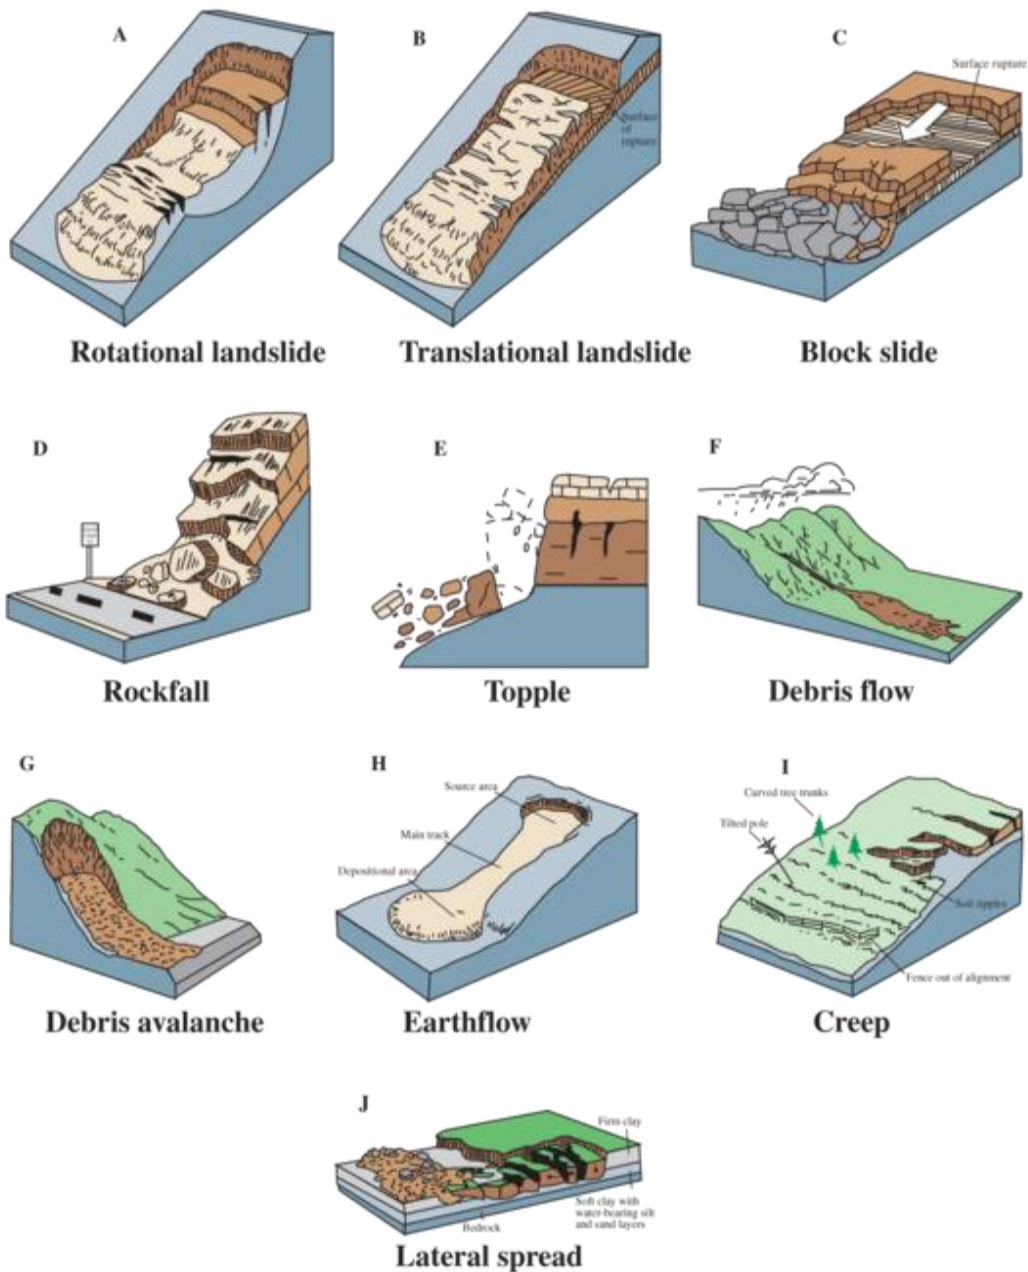 A
B
C
Surface rupture
Surface
of
rupture
Rotational landslide
Translational landslide
Block slide
D
E
F
Rockfall
Topple
Debris flow
G
H
I
Source area
Curved tree trunks
Main track
Tilted pole
Depositional area
Soil ripples
Fence out of alignment
Debris avalanche
Earthflow
Creep
J
Firm clay
Soft clay with
water-bearing silt
and sand layers
Bedrock
Lateral spread